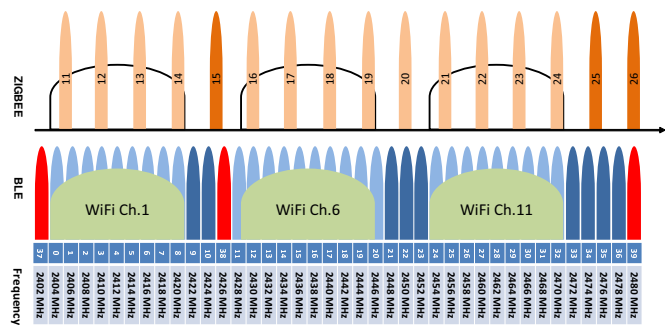 ZIGBEE
11 12 13 14 15 16 17 18 19 20 21 22 23 24 25 26
BLE
WiFi Ch.1 WiFi Ch.6 WiFi Ch.11
37 0 1 2 3 4 5 6 7 8 9 10 38 11 12 13 14 15 16 17 18 19 20 21 22 23 24 25 26 27 28 29 30 31 32 33 34 35 36 39
Frequency
2402 MHz
2304 MHz
2306 MHz
2408 MHz
2410 MHz
2412 MHz
2414 MHz
2416 MHz
2418 MHz
2420 MHz
2422 MHz
2424 MHz
2426 MHz
2428 MHz
2430 MHz
2432 MHz
2434 MHz
2436 MHz
2438 MHz
2440 MHz
2442 MHz
2444 MHz
2446 MHz
2448 MHz
2450 MHz
2452 MHz
2454 MHz
2456 MHz
2458 MHz
2460 MHz
2462 MHz
2464 MHz
2466 MHz
2468 MHz
2470 MHz
2472 MHz
2474 MHz
2476 MHz
2478 MHz
2480 MHz